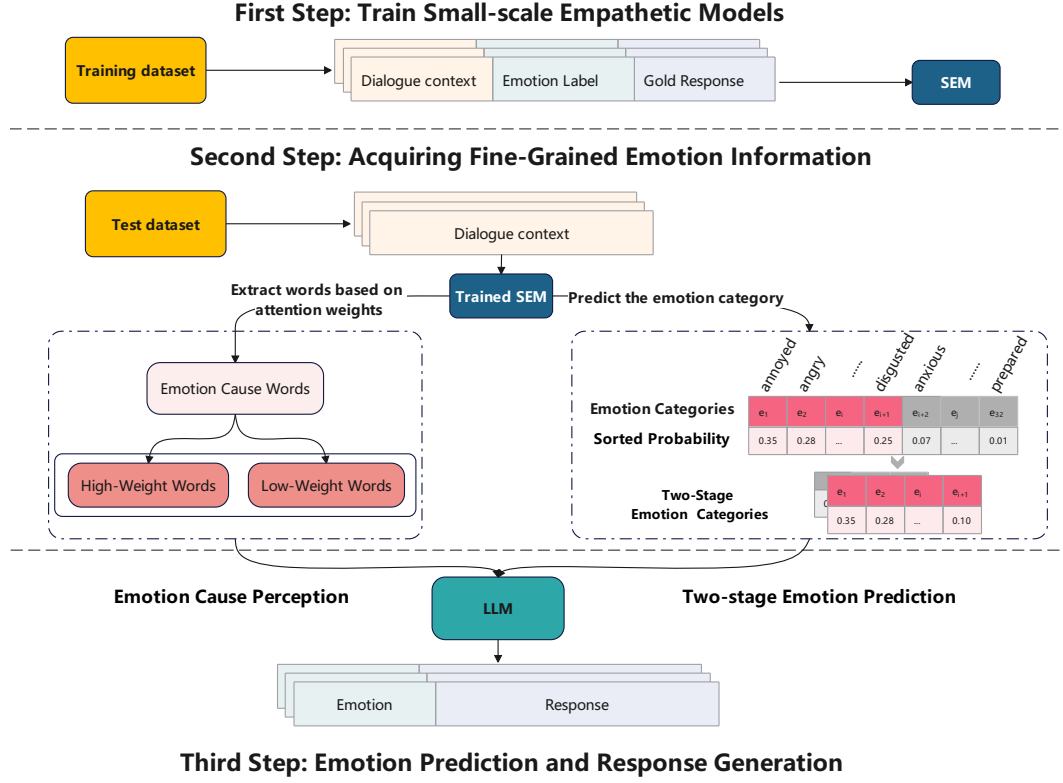 First Step: Train Small-scale Empathetic Models
Training dataset
Dialogue context
Emotion Label
Gold Response
SEM
Second Step: Acquiring Fine-Grained Emotion Information
Test dataset
Dialogue context
Trained SEM
Extract words based on
attention weights
Predict the emotion category
Emotion Cause Words
High-Weight Words
Low-Weight Words
annoyed
angry
......
disgusted
anxious
......
prepared
Emotion Categories
e1 e2 ei ei+1 ei+2 ej e32
Sorted Probability
0.35 0.28 ... 0.25 0.07 ... 0.01
Two-Stage
Emotion Categories
e1 e2 ei ei+1
0.35 0.28 ... 0.10
Emotion Cause Perception
LLM
Two-stage Emotion Prediction
Emotion
Response
Third Step: Emotion Prediction and Response Generation